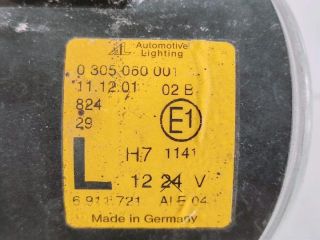 AL Automotive
Lighting
0 305 060 001
11.12.01 02 B
824
29
E1
L H7 1141
12 24 V
6 911 721 ALE 04
Made in Germany